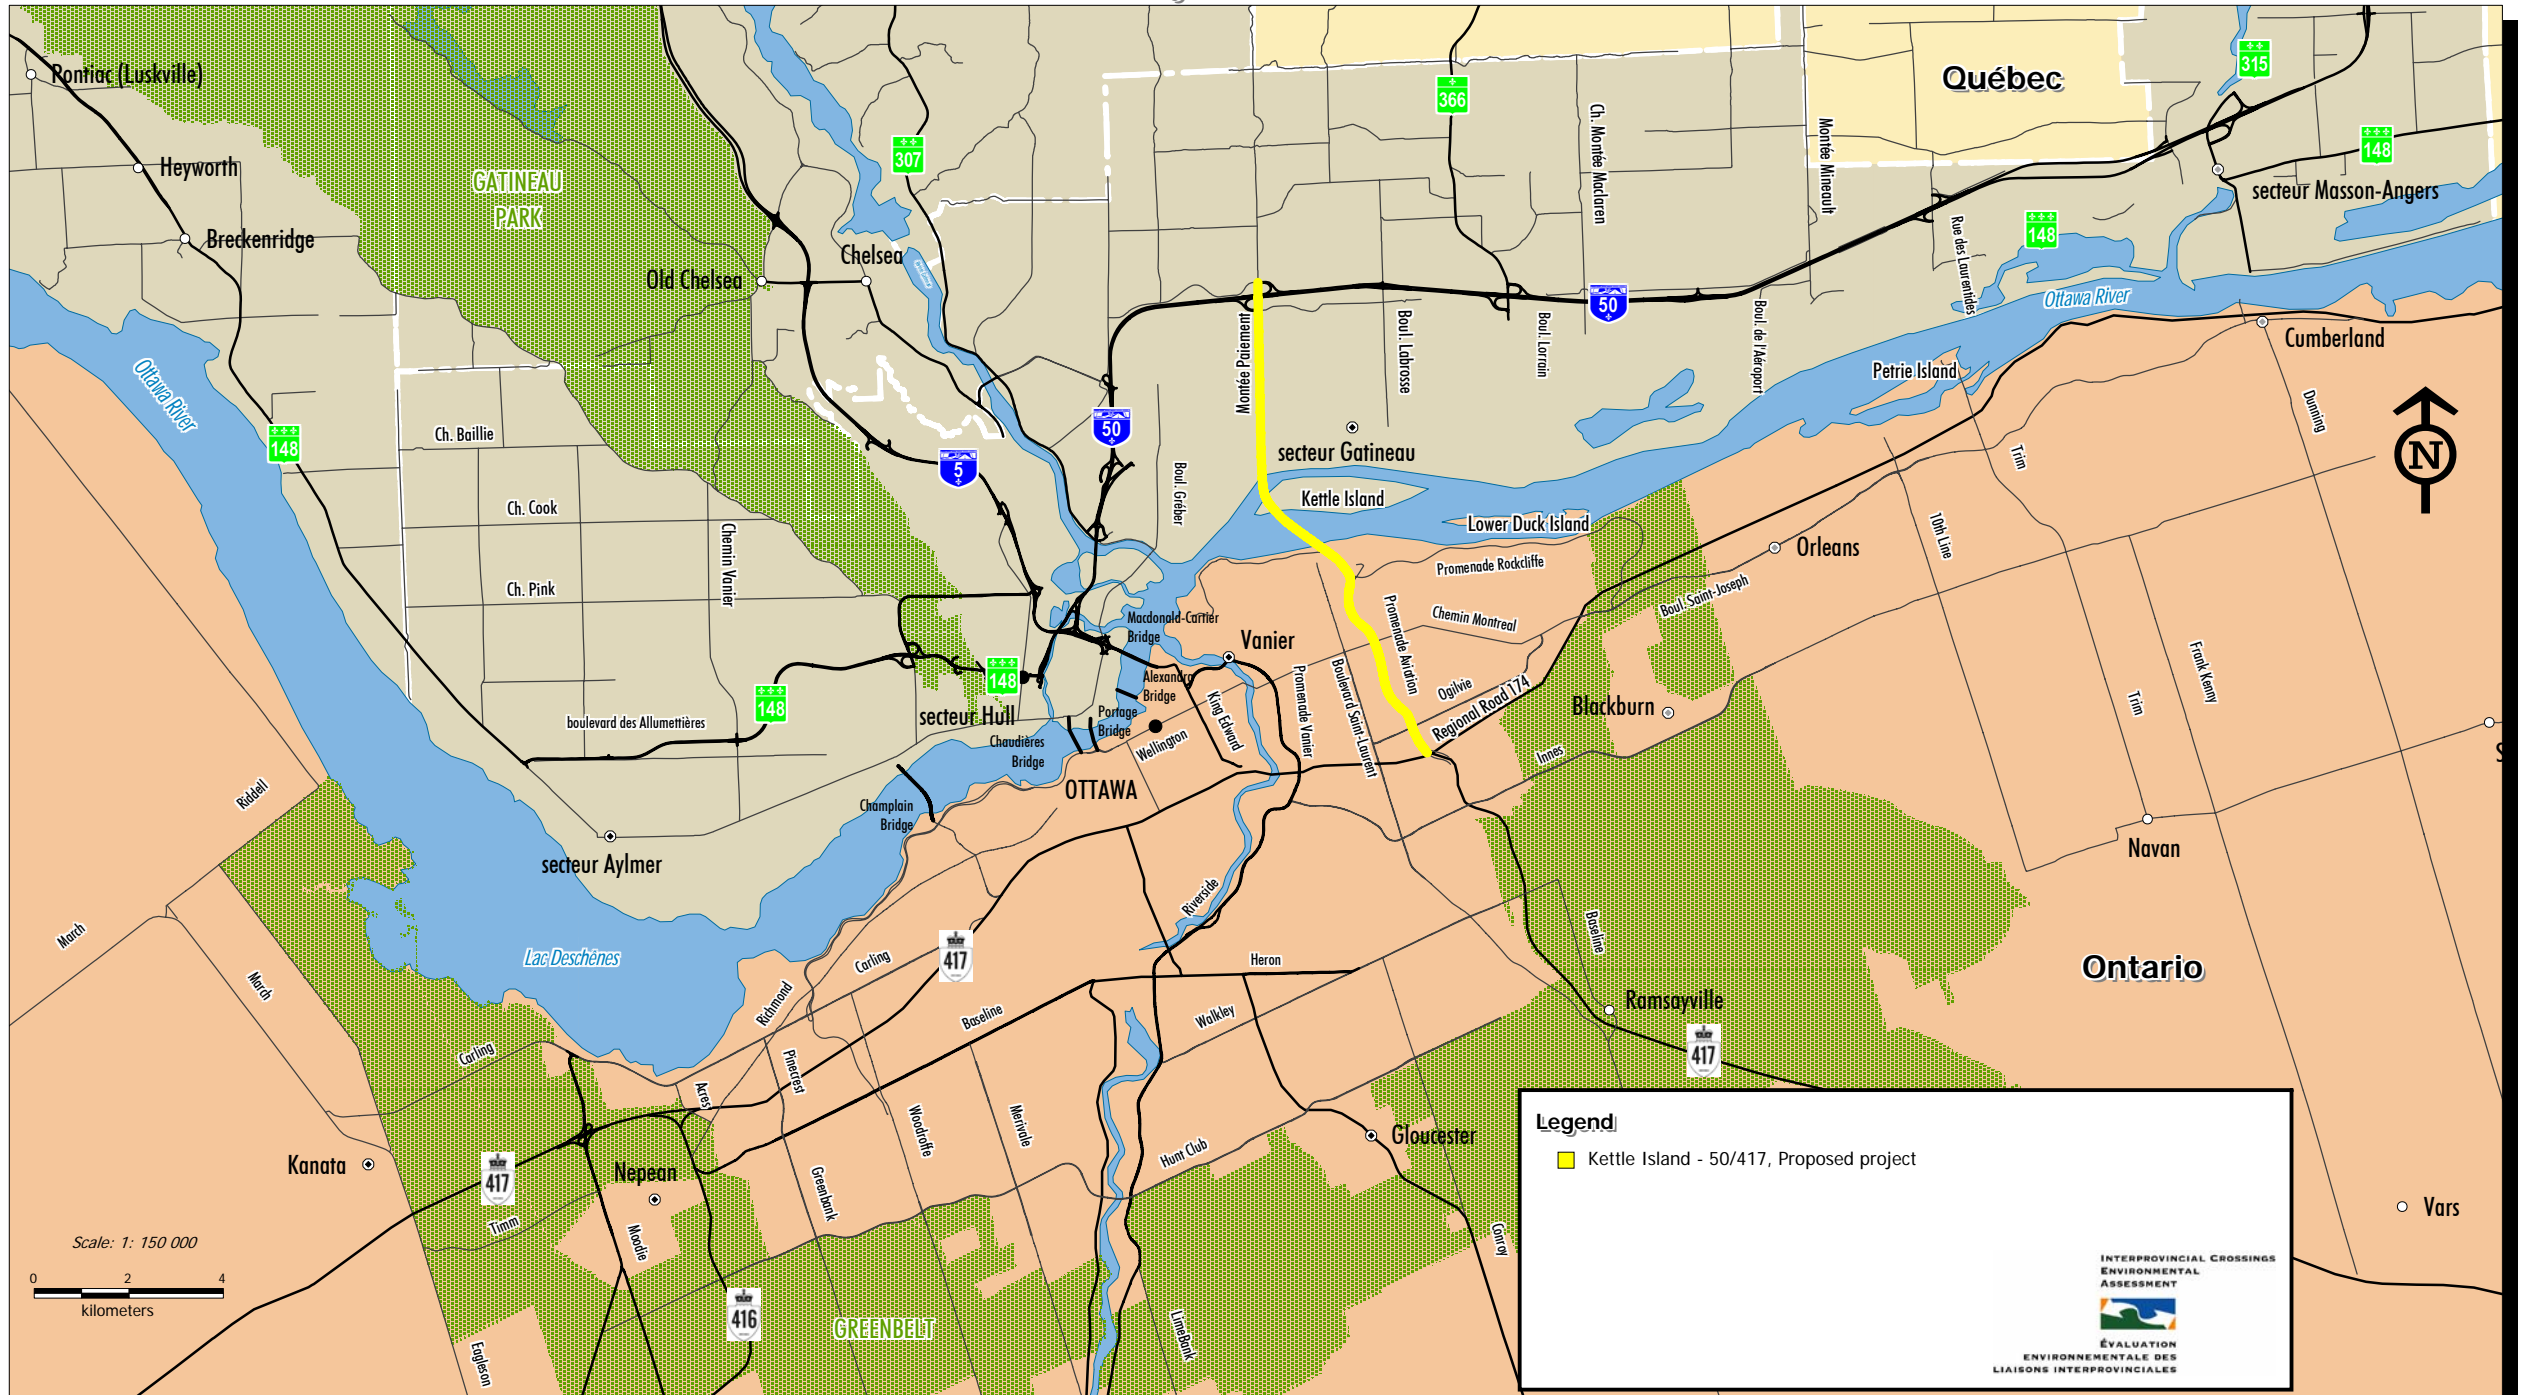 Pontiac (Luskville)
Heyworth
Breckenridge
GATINEAU
PARK
Old Chelsea
Chelsea
307
366
Ch. Montée Maclaren
Montée Mineault
Québec
315
148
secteur Masson-Angers
148
Rue des Laurentides
Ottawa River
Cumberland
Petrie Island
Dunning
N
50
Montée Paiement
Boul. Labrosse
Boul. Lorrain
Boul. de l'Aéroport
Ottawa River
148
Ch. Baillie
5
50
Boul. Gréber
secteur Gatineau
Kettle Island
Lower Duck Island
Trim
10th Line
Orleans
Ch. Cook
Chemin Vanier
Ch. Pink
Promenade Rockcliffe
Boul. Saint-Joseph
Chemin Montreal
Promenade Aviation
Macdonald-Cartier
Bridge
Vanier
Alexandra
Bridge
Portage
Bridge
Chaudières
Bridge
King Edward
Promenade Vanier
Boulevard Saint-Laurent
Ogilvie
Regional Road 174
Blackburn
Innes
Trim
Frank Kenny
148
148
secteur Hull
boulevard des Allumettières
Wellington
OTTAWA
Champlain
Bridge
Riddell
secteur Aylmer
Navan
S
March
March
Lac Deschênes
Riverside
Carling
417
Richmond
Heron
Baseline
Baseline
Walkley
Ramsayville
417
Ontario
Carling
Acres
Pinecrest
Woodroffe
Merivale
Hunt Club
Gloucester
Conroy
Kanata
417
Nepean
Timm
Moodie
Greenbank
416
GREENBELT
LimeBank
Eagleson
Vars
Scale: 1: 150 000
0 2 4
kilometers
Legend
Kettle Island - 50/417, Proposed project
INTERPROVINCIAL CROSSINGS
ENVIRONMENTAL
ASSESSMENT
ÉVALUATION
ENVIRONNEMENTALE DES
LIAISONS INTERPROVINCIALES